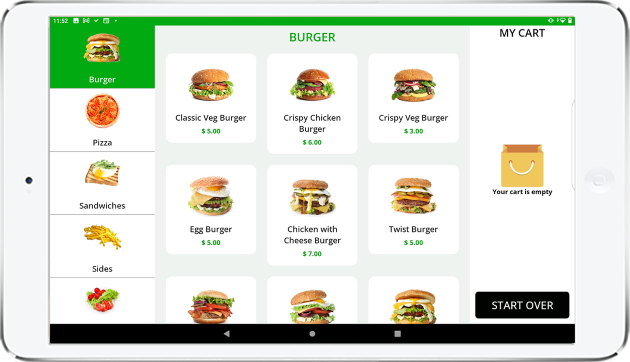 11:52
BURGER
MY CART
Burger
Pizza
Sandwiches
Sides
Classic Veg Burger
$ 5.00
Crispy Chicken
Burger
$ 6.00
Crispy Veg Burger
$ 3.00
Egg Burger
$ 5.00
Chicken with
Cheese Burger
$ 7.00
Twist Burger
$ 5.00
Your cart is empty
START OVER